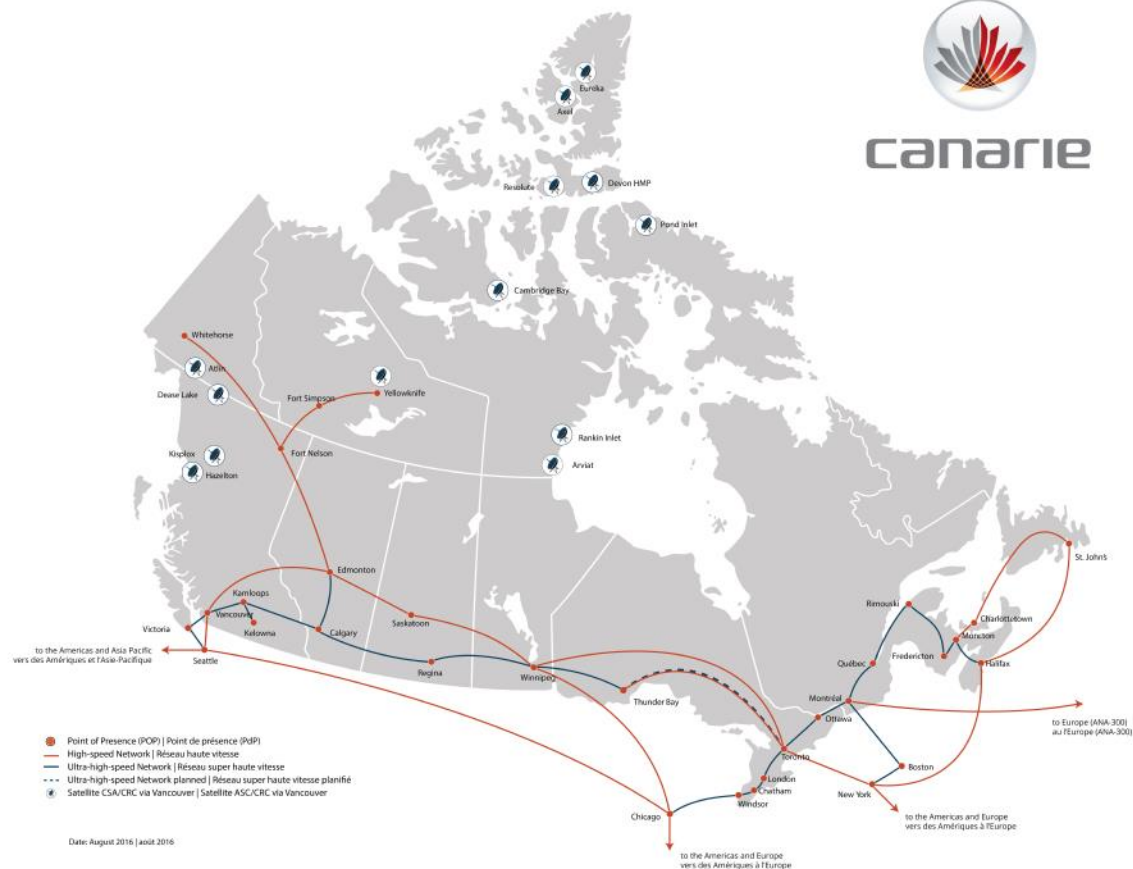 canarie
Euroka
Axel
Resolute
Devon HMP
Pond Inlet
Cambridge Bay
Whitehorse
Atlin
Dease Lake
Fort Simpson
Yellowknife
Rankin Inlet
Kisplox
Fort Nelson
Hazelton
Arviat
St. John's
Edmonton
Kamloops
Rimouski
Vancouver
Saskatoon
Charlottetown
Victoria
Kelowna
Calgary
Moncton
to the Americas and Asia Pacific
vers des Amériques et l'Asie-Pacifique
Seattle
Fredericton
Halifax
Regina
Québec
Winnipeg
Thunder Bay
Montréal
Ottawa
to Europe (ANA-300)
au l'Europe (ANA-300)
Point of Presence (POP) | Point de présence (PdP)
High-speed Network | Réseau haute vitesse
Ultra-high-speed Network | Réseau super haute vitesse
Ultra-high-speed Network planned | Réseau super haute vitesse planifié
Satellite CSA/CRC via Vancouver | Satellite ASC/CRC via Vancouver
Toronto
Boston
London
Chatham
New York
Windsor
Chicago
to the Americas and Europe
vers des Amériques à l'Europe
Date: August 2016 | août 2016
to the Americas and Europe
vers des Amériques à l'Europe